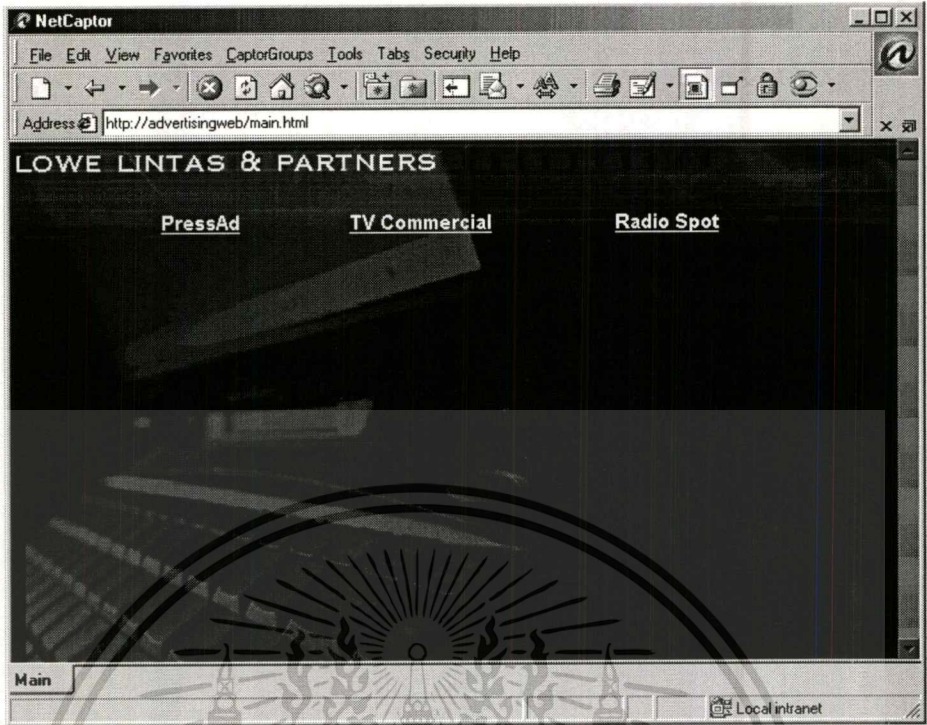 NetCaptor
File Edit View Favorites CaptorGroups Tools Tabs Security Help
Address http://advertisingweb/main.html
LOWE LINTAS & PARTNERS
PressAd TV Commercial Radio Spot
Main
Local intranet